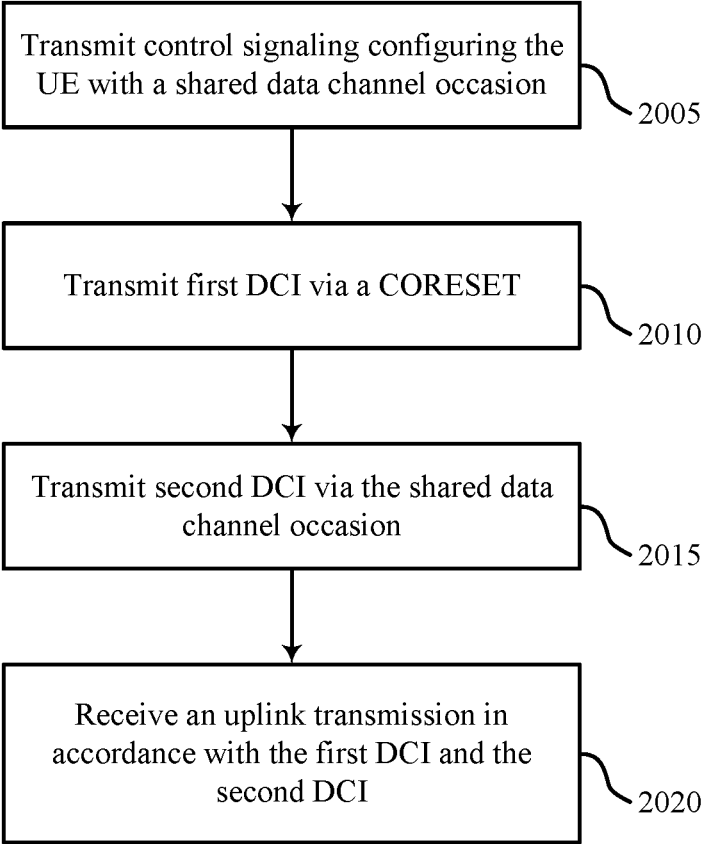 Transmit control signaling configuring the
UE with a shared data channel occasion
2005
Transmit first DCI via a CORESET
2010
Transmit second DCI via the shared data
channel occasion
2015
Receive an uplink transmission in
accordance with the first DCI and the
second DCI
2020